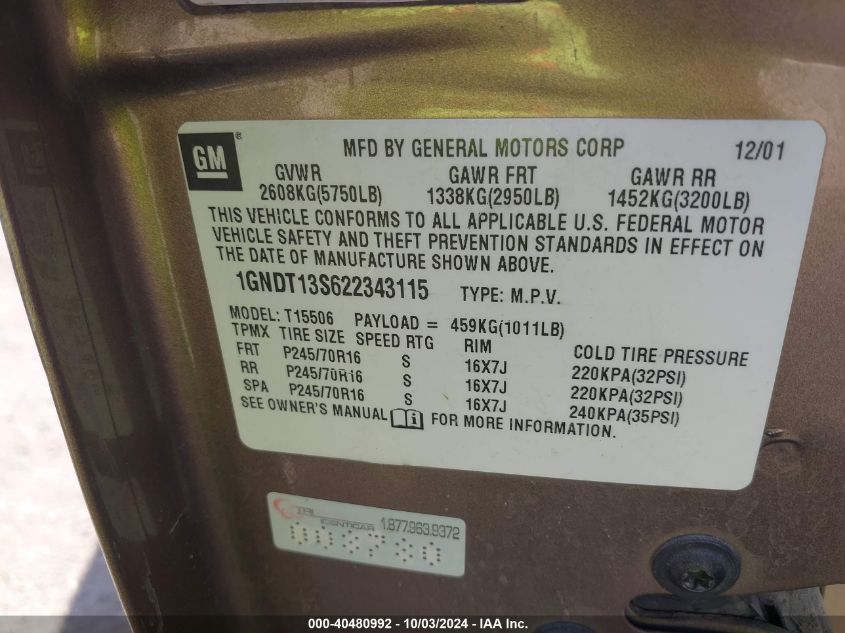 GM ® MFD BY GENERAL MOTORS CORP 12/01
GVWR GAWR FRT GAWR RR
2608KG(5750LB) 1338KG(2950LB) 1452KG(3200LB)
THIS VEHICLE CONFORMS TO ALL APPLICABLE U.S. FEDERAL MOTOR
VEHICLE SAFETY AND THEFT PREVENTION STANDARDS IN EFFECT ON
THE DATE OF MANUFACTURE SHOWN ABOVE.
1GNDT13S622343115 TYPE: M.P.V.
MODEL: T15506 PAYLOAD = 459KG(1011LB)
TPMX TIRE SIZE SPEED RTG RIM COLD TIRE PRESSURE
FRT P245/70R16 S 16X7J 220KPA(32PSI)
RR P245/70R16 S 16X7J 220KPA(32PSI)
SPA P245/70R16 S 16X7J 240KPA(35PSI)
SEE OWNER'S MANUAL FOR MORE INFORMATION.
IDENTICAR 1.877.963.9372
000-40480992 - 10/03/2024 - IAA Inc.